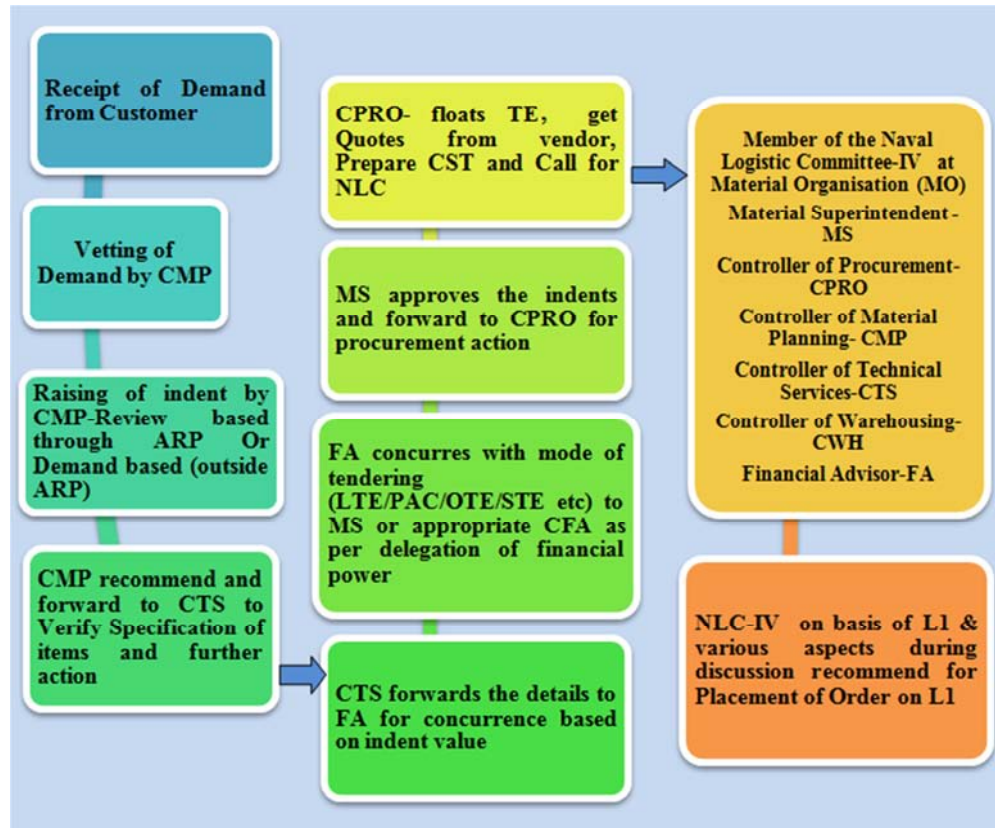 Receipt of Demand
from Customer
Vetting of
Demand by CMP
Raising of indent by
CMP-Review based
through ARP Or
Demand based (outside
ARP)
CMP recommend and
forward to CTS to
Verify Specification of
items and further
action
CTS forwards the details to
FA for concurrence based
on indent value
FA concurres with mode of
tendering
(LTE/PAC/OTE/STE etc) to
MS or appropriate CFA as
per delegation of financial
power
MS approves the indents
and forward to CPRO for
procurement action
CPRO- floats TE, get
Quotes from vendor,
Prepare CST and Call for
NLC
Member of the Naval
Logistic Committee-IV at
Material Organisation (MO)
Material Superintendent-
MS
Controller of Procurement-
CPRO
Controller of Material
Planning- CMP
Controller of Technical
Services-CTS
Controller of Warehousing-
CWH
Financial Advisor-FA
NLC-IV on basis of L1 &
various aspects during
discussion recommend for
Placement of Order on L1